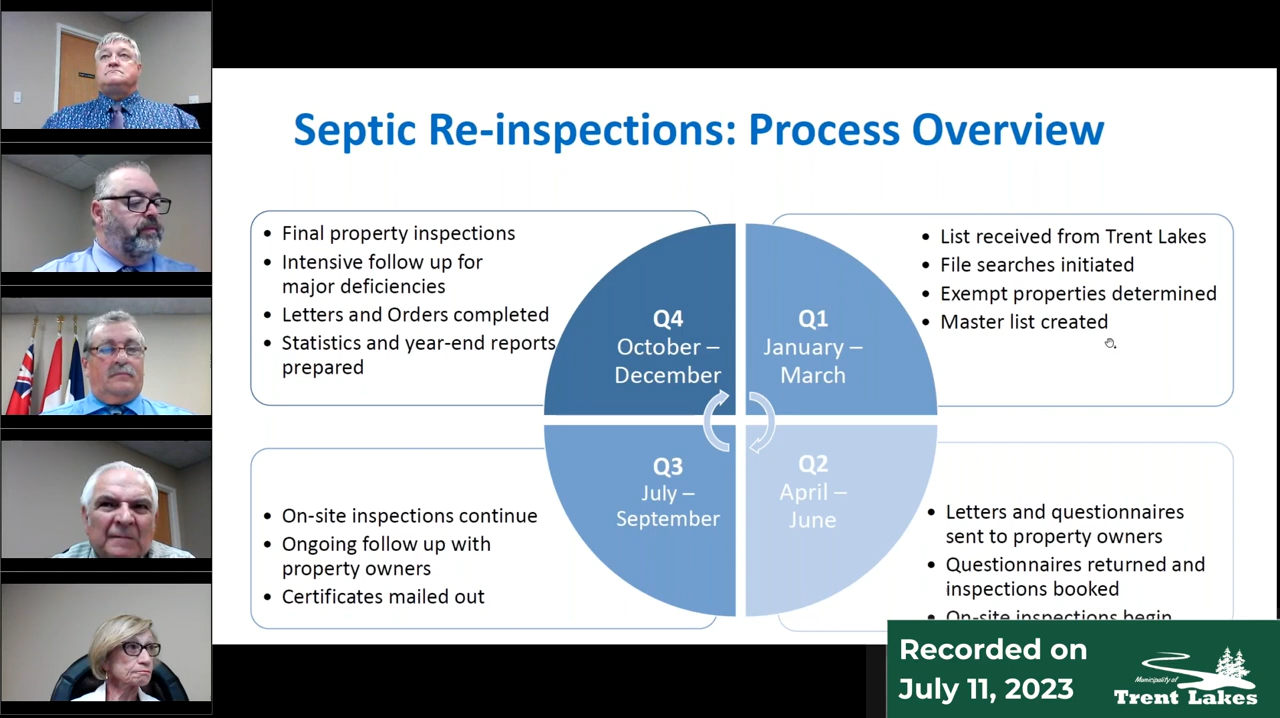 Septic Re-inspections: Process Overview
• Final property inspections
• Intensive follow up for
major deficiencies
• Letters and Orders completed
• Statistics and year-end reports
prepared
Q4
October –
December
Q1
January –
March
• List received from Trent Lakes
• File searches initiated
• Exempt properties determined
• Master list created
• On-site inspections continue
• Ongoing follow up with
property owners
• Certificates mailed out
Q3
July –
September
Q2
April –
June
• Letters and questionnaires
sent to property owners
• Questionnaires returned and
inspections booked
• On-site inspections begin
Recorded on
July 11, 2023
Municipality of
Trent Lakes